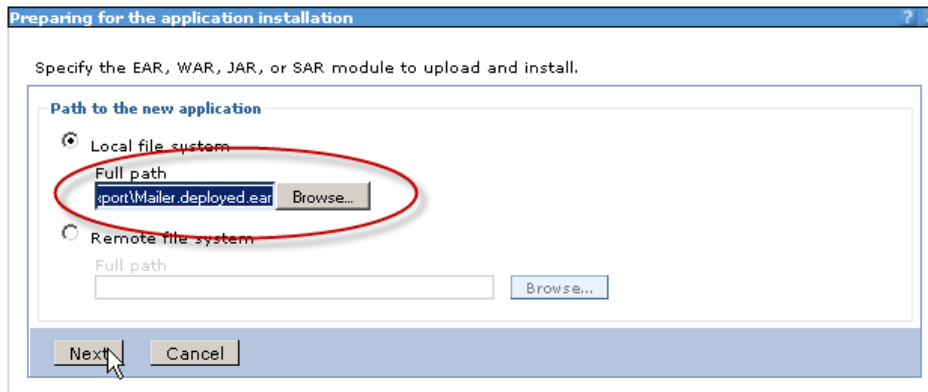 Preparing for the application installation ?
Specify the EAR, WAR, JAR, or SAR module to upload and install.
Path to the new application
Local file system
Full path
port\Mailer.deployed.ear Browse...
Remote file system
Full path
Browse...
Next Cancel